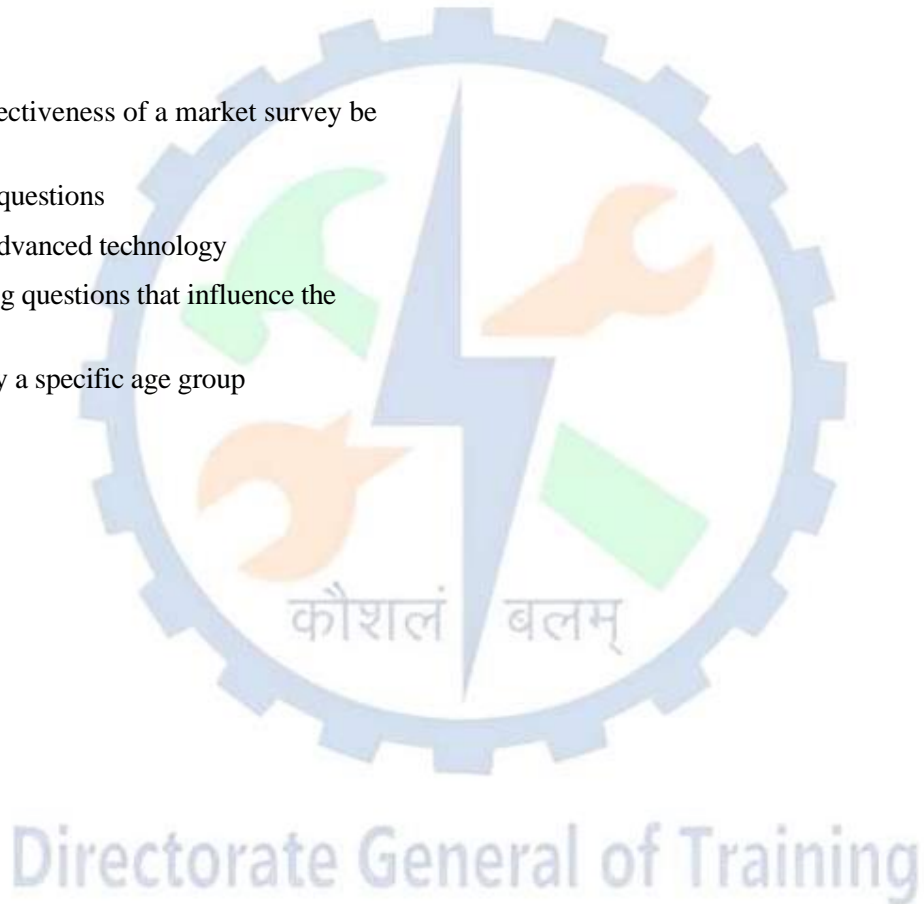 ectiveness of a market survey be
questions
dvanced technology
g questions that influence the
y a specific age group
कौशलं बलम्
Directorate General of Training